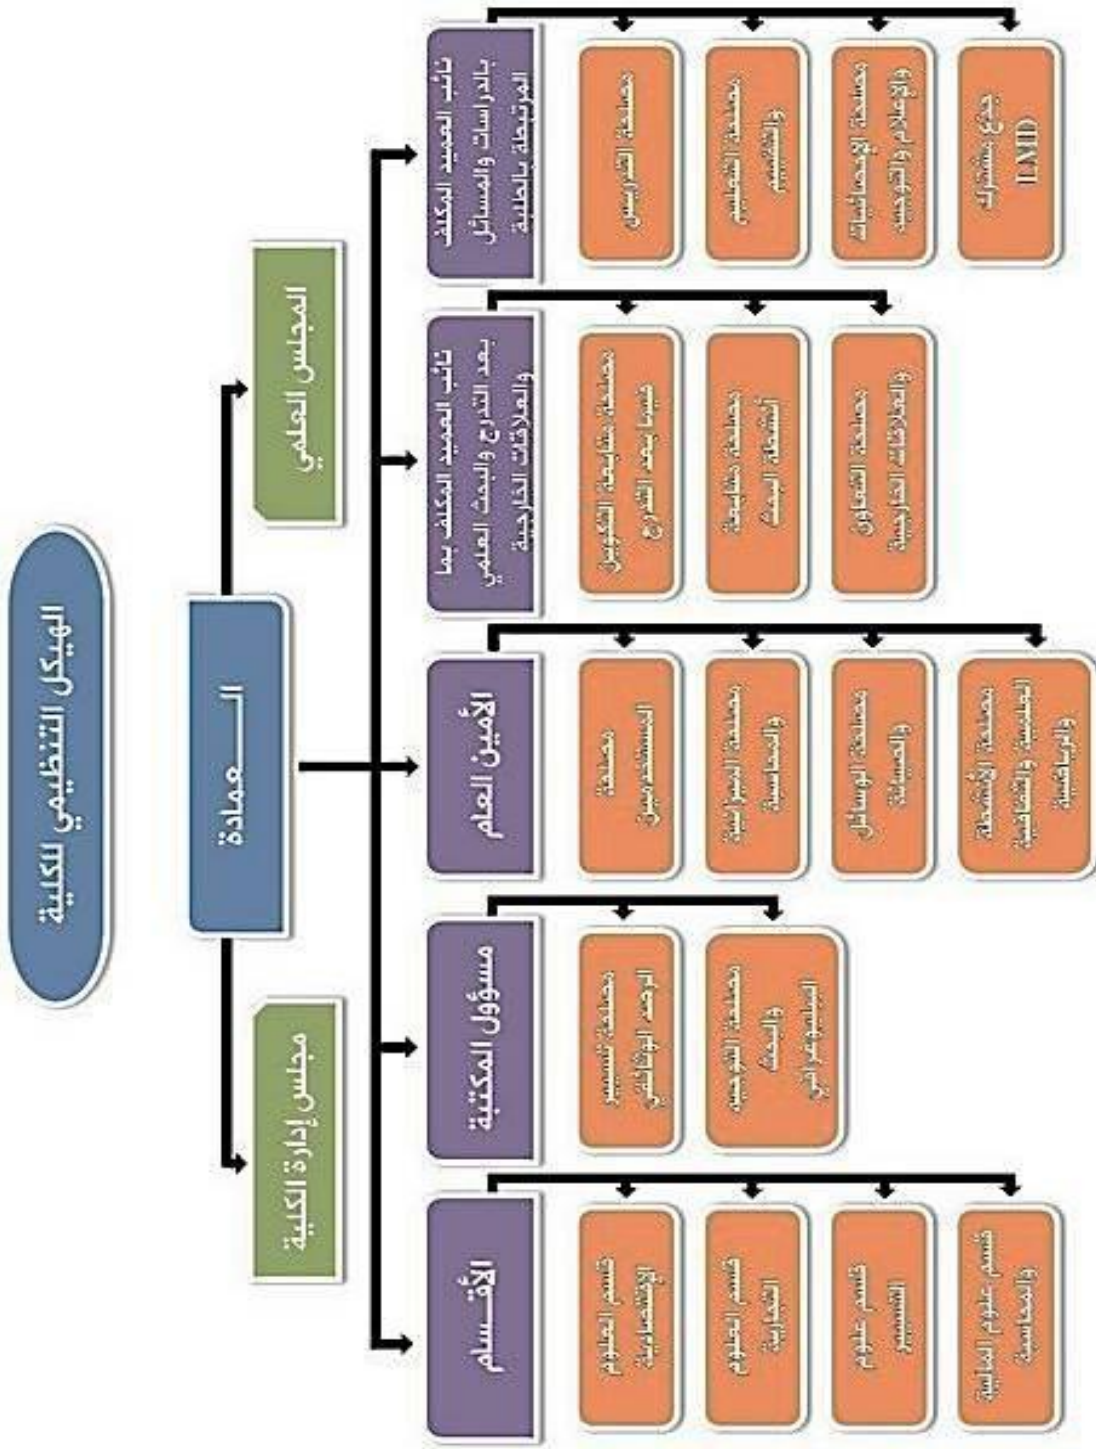 الهيكل التنظيمي للكلية
الـــــعمادة
المجلس العلمي
مجلس إدارة الكلية
نائب العميد المكلف
بالدراسات والمسائل
المرتبطة بالطلبة
مصلحة التدريس
مصلحة التعليم
والتقييم
مصلحة الإحصائيات
والإعلام والتوجيه
جذع مشترك
LMD
نائب العميد المكلف بما
بعد التدرج والبحث العلمي
والعلاقات الخارجية
مصلحة متابعة التكوين
فيما بعد التدرج
مصلحة متابعة
أنشطة البحث
مصلحة التعاون
والعلاقات الخارجية
الأمين العام
مصلحة
المستخدمين
مصلحة الميزانية
والمحاسبة
مصلحة الوسائل
والصيانة
مصلحة الأنشطة
العلمية والثقافية
والرياضية
مسؤول المكتبة
مصلحة تسيير
الرصيد الوثائقي
مصلحة التوجيه
والبحث
البيبليوغرافي
الأقـــسام
قسم العلوم
الإقتصادية
قسم العلوم
التجارية
قسم علوم
التسيير
قسم علوم المالية
والمحاسبة